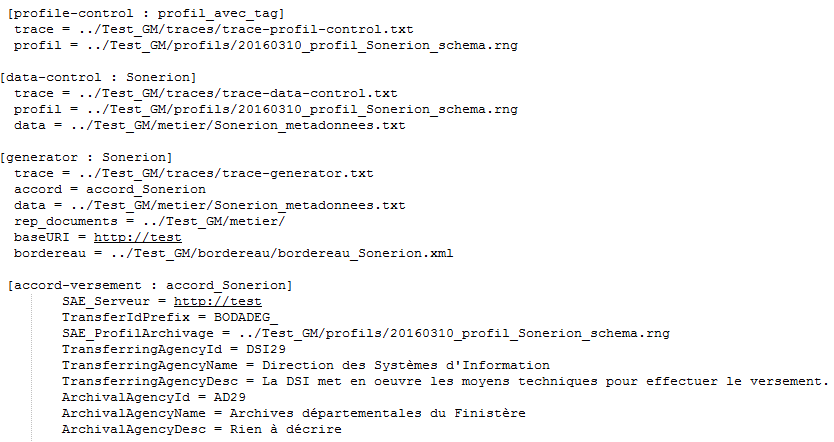 [profile-control : profil_avec_tag]
trace = ../Test_GM/traces/trace-profil-control.txt
profil = ../Test_GM/profils/20160310_profil_Sonerion_schema.rng
[data-control : Sonerion]
trace = ../Test_GM/traces/trace-data-control.txt
profil = ../Test_GM/profils/20160310_profil_Sonerion_schema.rng
data = ../Test_GM/metier/Sonerion_metadonnees.txt
[generator : Sonerion]
trace = ../Test_GM/traces/trace-generator.txt
accord = accord_Sonerion
data = ../Test_GM/metier/Sonerion_metadonnees.txt
rep_documents = ../Test_GM/metier/
baseURI = http://test
bordereau = ../Test_GM/bordereau/bordereau_Sonerion.xml
[accord-versement : accord_Sonerion]
SAE_Serveur = http://test
TransferIdPrefix = BODADEG_
SAE_ProfilArchivage = ../Test_GM/profils/20160310_profil_Sonerion_schema.rng
TransferringAgencyId = DSI29
TransferringAgencyName = Direction des Systèmes d'Information
TransferringAgencyDesc = La DSI met en oeuvre les moyens techniques pour effectuer le versement.
ArchivalAgencyId = AD29
ArchivalAgencyName = Archives départementales du Finistère
ArchivalAgencyDesc = Rien à décrire